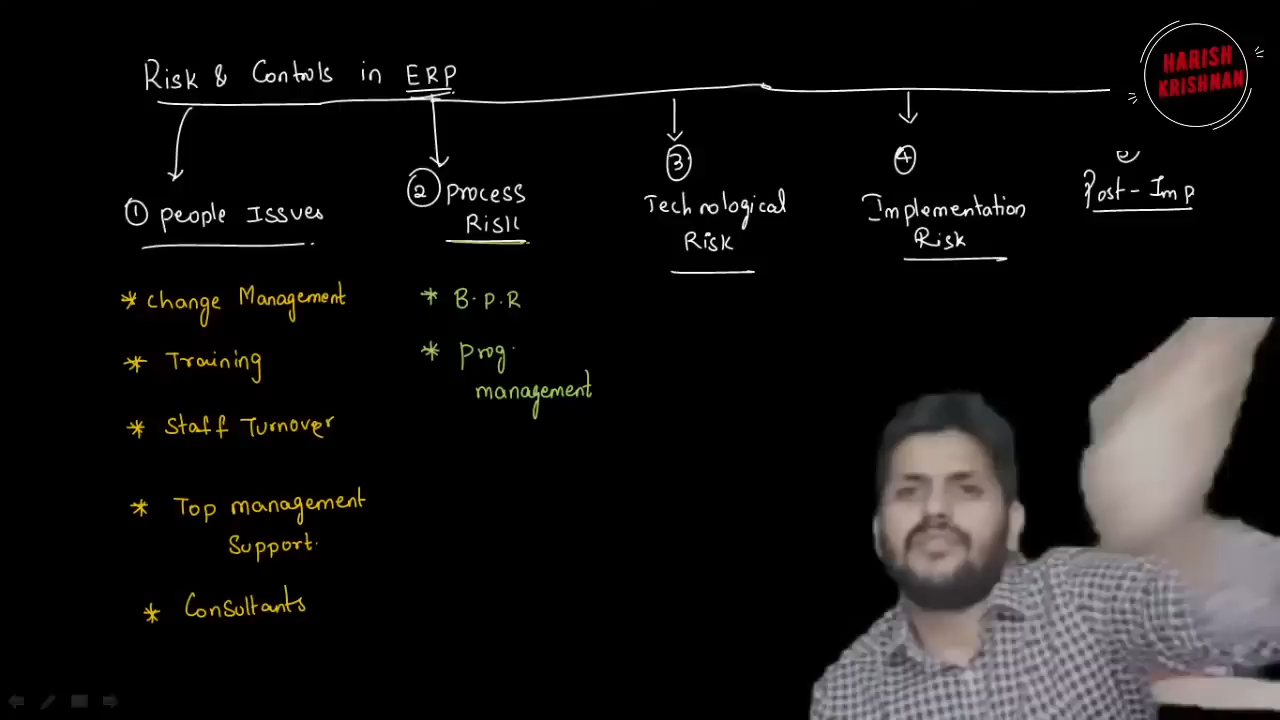 Risk & Controls in ERP
HARISH
KRISHNAN
① People Issues
* Change Management
* Training
* Staff Turnover
* Top management
Support.
* Consultants
② Process
Risk
* B.P.R
* Prog.
management
③
Technological
Risk
④
Implementation
Risk
Post-Imp